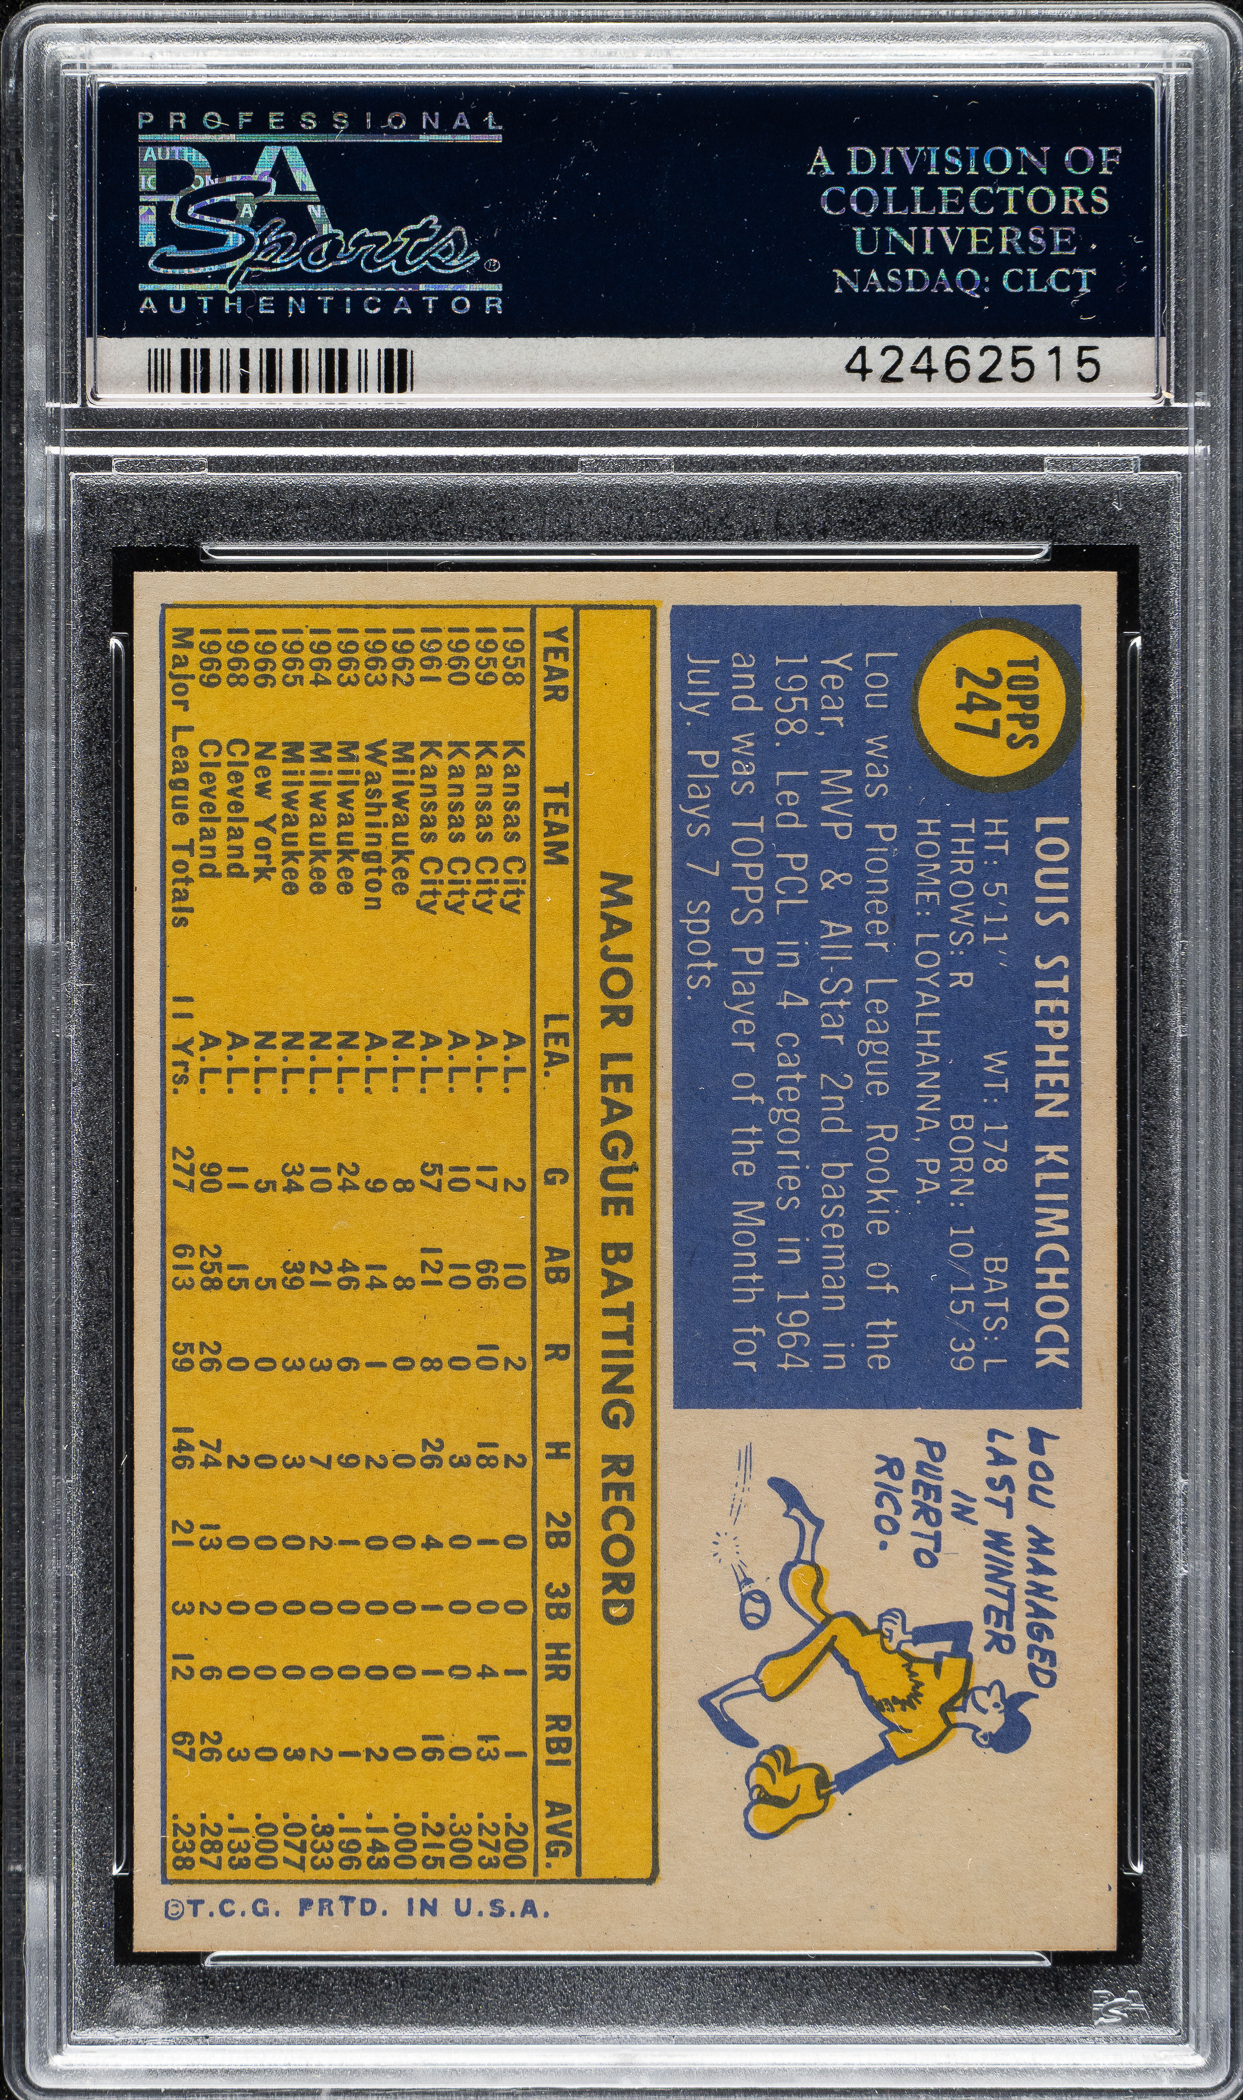 PROFESSIONAL
PSA
Sports
AUTHENTICATOR
A DIVISION OF
COLLECTORS
UNIVERSE
NASDAQ: CLCT
42462515
TOPPS
247
LOUIS STEPHEN KLIMCHOCK
HT: 5'11" WT: 178 BATS: L
THROWS: R BORN: 10/15/39
HOME: LOYALHANNA, PA.
Lou was Pioneer League Rookie of the
Year, MVP & All-Star 2nd baseman in
1958. Led PCL in 4 categories in 1964
and was TOPPS Player of the Month for
July. Plays 7 spots.
LOU MANAGED
LAST WINTER
IN
PUERTO
RICO.
MAJOR LEAGUE BATTING RECORD
YEAR TEAM LEA. G AB R H 2B 3B HR RBI AVG.
1958 Kansas City A.L. 2 10 2 2 0 0 1 1 .200
1959 Kansas City A.L. 17 66 10 18 1 0 4 13 .273
1960 Kansas City A.L. 10 10 0 3 0 0 0 0 .300
1961 Kansas City A.L. 57 121 8 26 4 1 1 16 .215
1962 Milwaukee N.L. 8 8 0 0 0 0 0 0 .000
1963 Washington A.L. 9 14 1 2 0 0 0 2 .143
1963 Milwaukee N.L. 24 46 6 9 1 0 0 1 .196
1964 Milwaukee N.L. 10 21 3 7 2 0 0 2 .333
1965 Milwaukee N.L. 34 39 3 3 0 0 0 3 .077
1966 New York N.L. 5 5 0 0 0 0 0 0 .000
1968 Cleveland A.L. 11 15 0 2 0 0 0 3 .133
1969 Cleveland A.L. 90 258 26 74 13 2 6 26 .287
Major League Totals 11 Yrs. 277 613 59 146 21 3 12 67 .238
©T.C.G. PRTD. IN U.S.A.
PSA